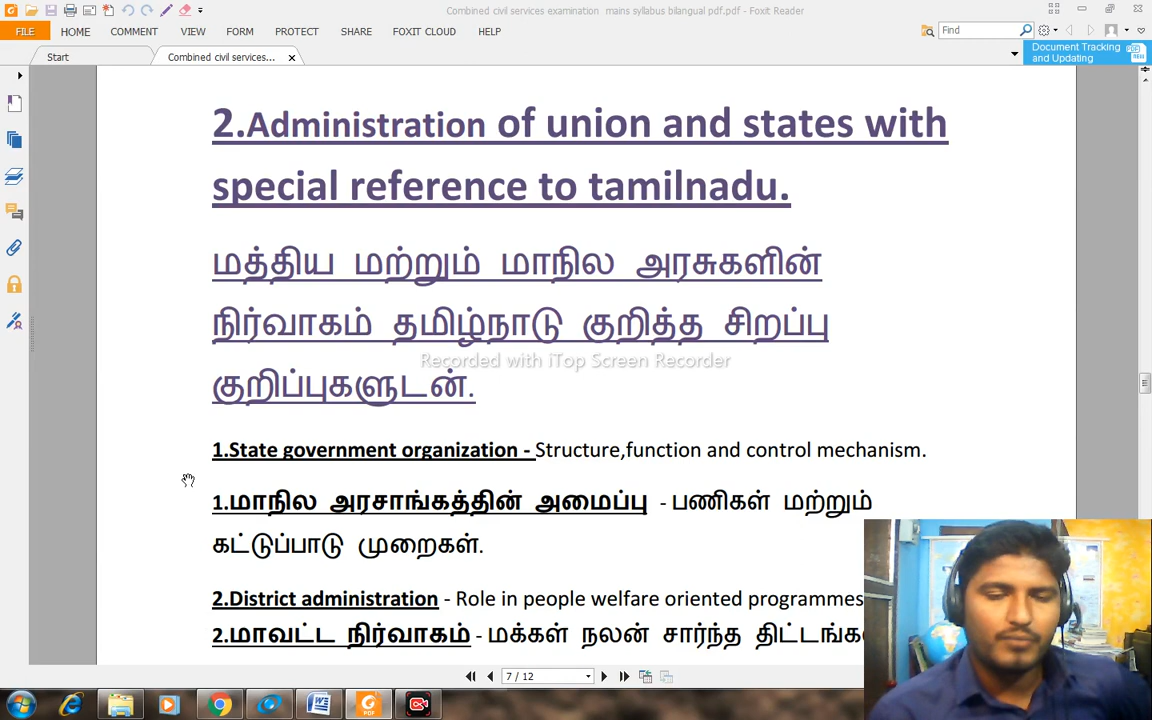 Combined civil services examination mains syllabus bilangual pdf.pdf - Foxit Reader
FILE HOME COMMENT VIEW FORM PROTECT SHARE FOXIT CLOUD HELP
Find
Start Combined civil services...
Document Tracking
and Updating
2.Administration of union and states with
special reference to tamilnadu.
மத்திய மற்றும் மாநில அரசுகளின்
நிர்வாகம் தமிழ்நாடு குறித்த சிறப்பு
Recorded with iTop Screen Recorder
குறிப்புகளுடன்.
1.State government organization - Structure,function and control mechanism.
1.மாநில அரசாங்கத்தின் அமைப்பு - பணிகள் மற்றும்
கட்டுப்பாடு முறைகள்.
2.District administration - Role in people welfare oriented programmes
2.மாவட்ட நிர்வாகம் - மக்கள் நலன் சார்ந்த
7 / 12